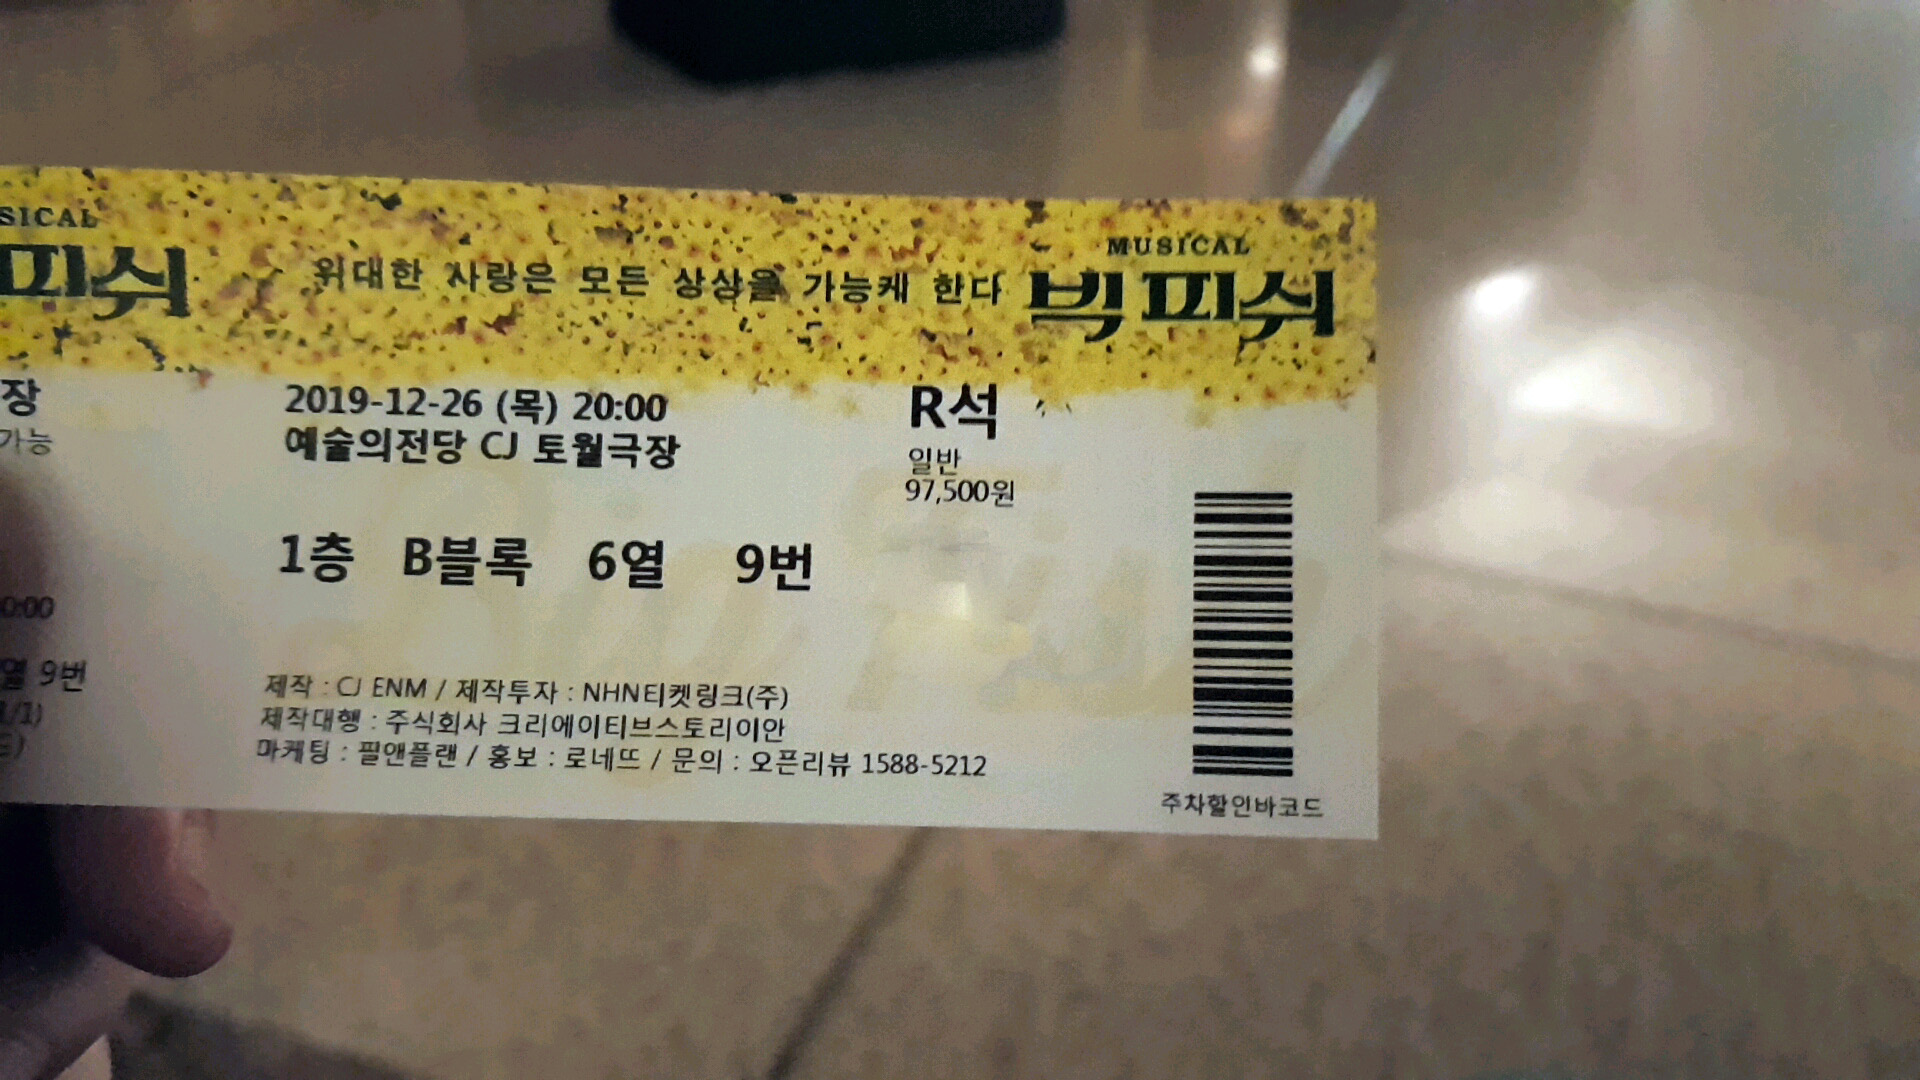 SICAL
피쉬
위대한 사랑은 모든 상상을 가능케 한다
MUSICAL
빅피쉬
장
가능
2019-12-26 (목) 20:00
예술의전당 CJ 토월극장
R석
일반
97,500원
1층 B블록 6열 9번
0:00
열 9번
1/1)
제작 : CJ ENM / 제작투자 : NHN티켓링크(주)
제작대행 : 주식회사 크리에이티브스토리이안
마케팅 : 필앤플랜 / 홍보 : 로네뜨 / 문의 : 오픈리뷰 1588-5212
주차할인바코드